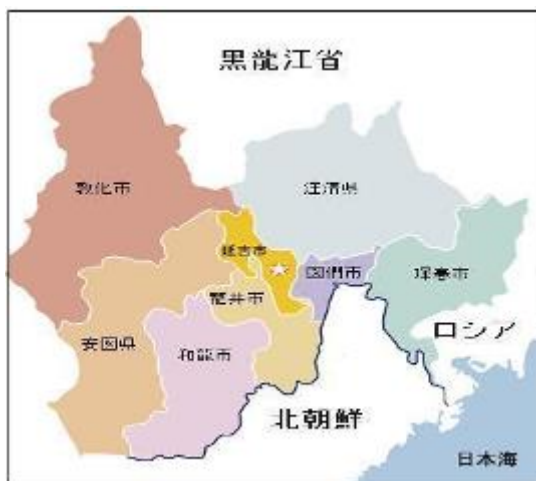 黒龍江省
敦化市
汪清県
延吉市
図們市
琿春市
龍井市
安図県
和龍市
ロシア
北朝鮮
日本海